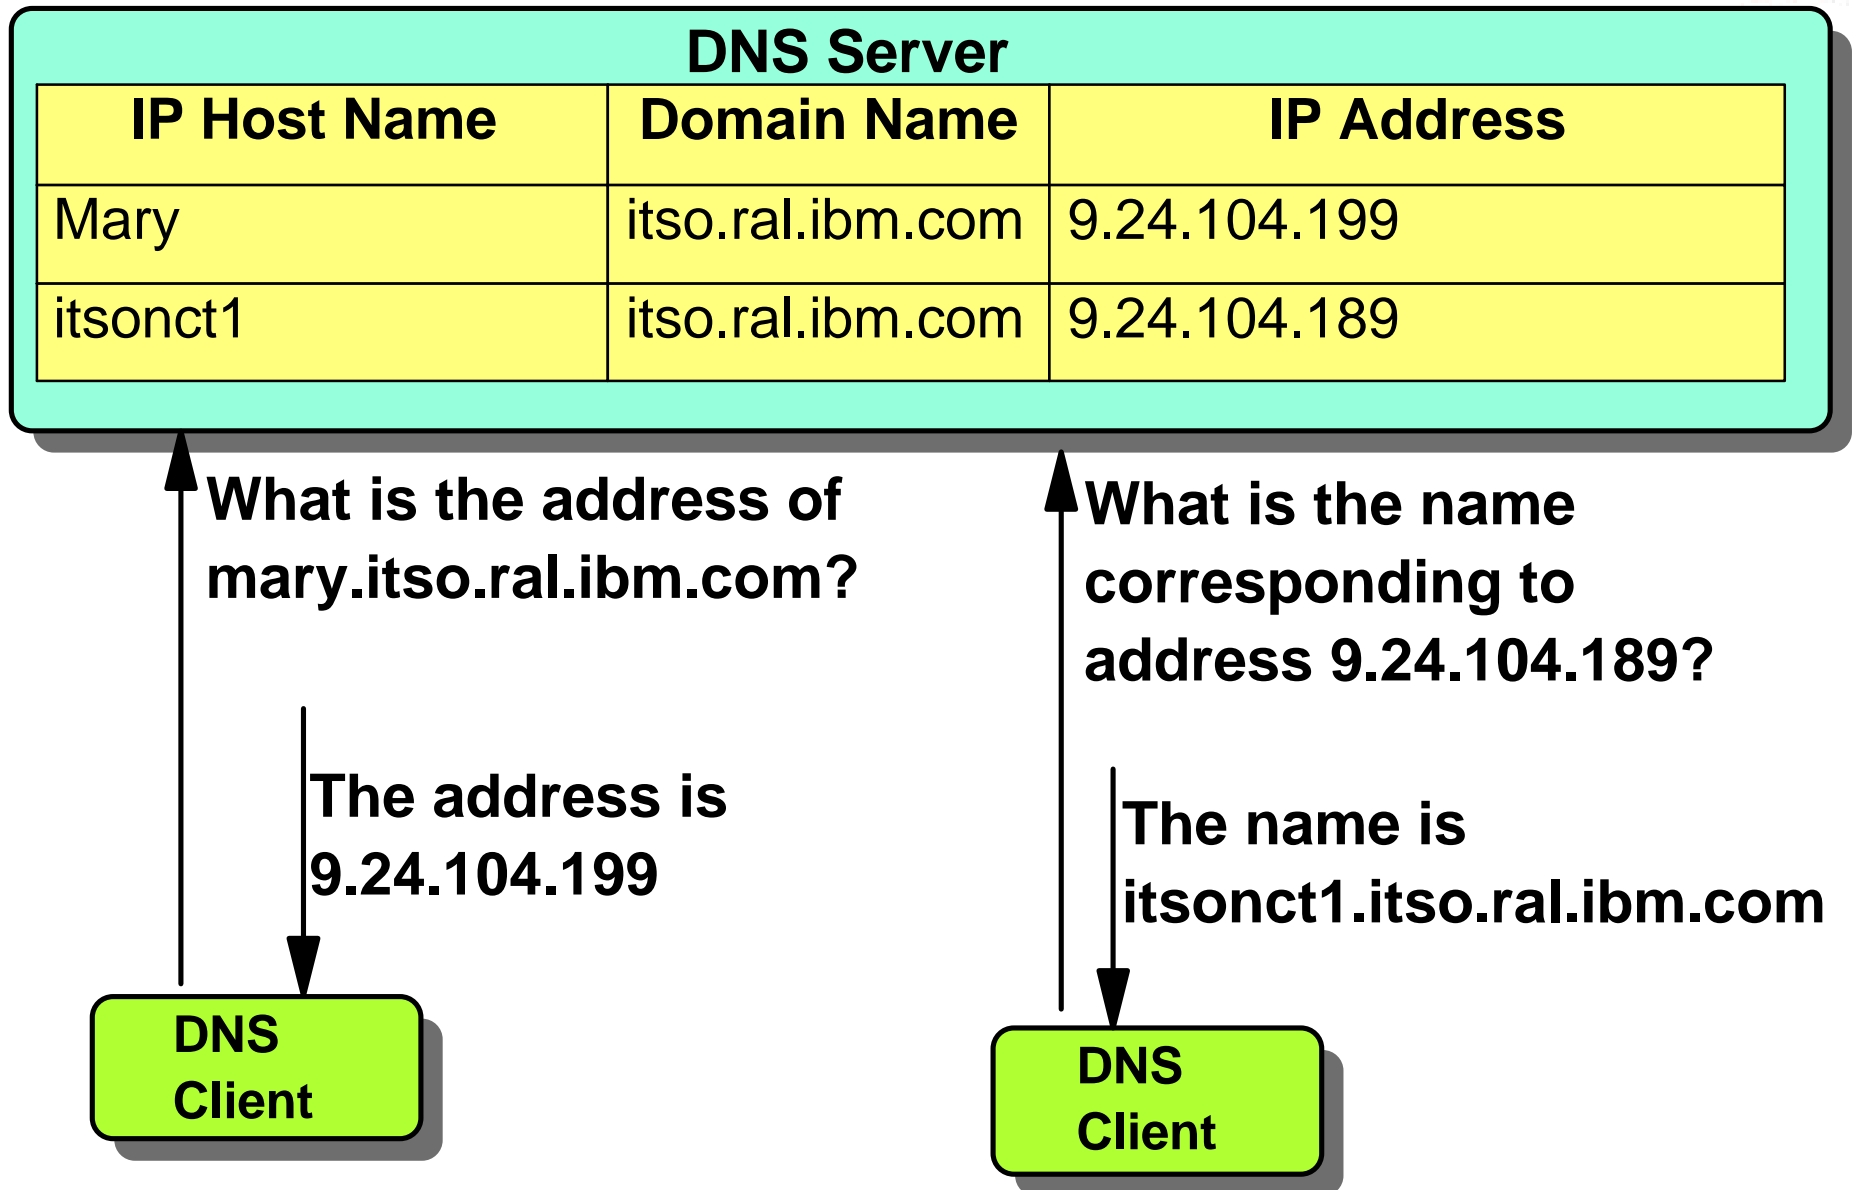 DNS Server
IP Host Name Domain Name IP Address
Mary itso.ral.ibm.com 9.24.104.199
itsonct1 itso.ral.ibm.com 9.24.104.189
What is the address of
mary.itso.ral.ibm.com?
What is the name
corresponding to
address 9.24.104.189?
The address is
9.24.104.199
The name is
itsonct1.itso.ral.ibm.com
DNS
Client
DNS
Client